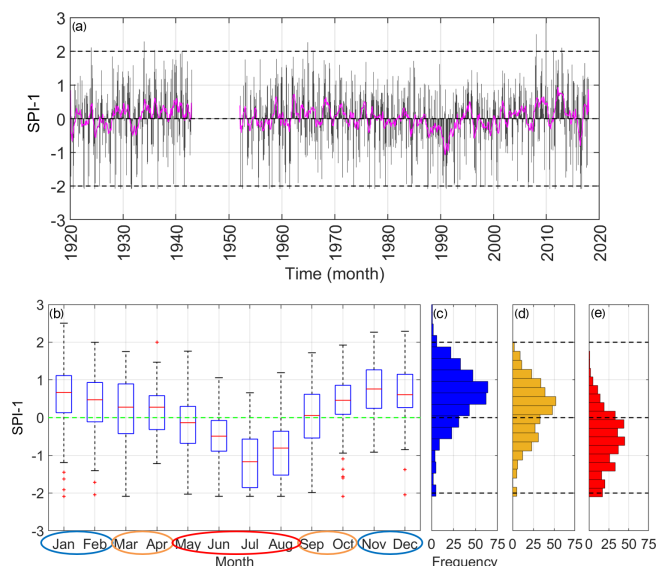 (a)
3
2
1
0
-1
-2
-3
SPI-1
1920 1930 1940 1950 1960 1970 1980 1990 2000 2010 2020
Time (month)
(b) (c) (d) (e)
3
2
1
0
-1
-2
-3
SPI-1
Jan Feb Mar Apr May Jun Jul Aug Sep Oct Nov Dec
Month
0 25 50 75 0 25 50 75 0 25 50 75
Frequency